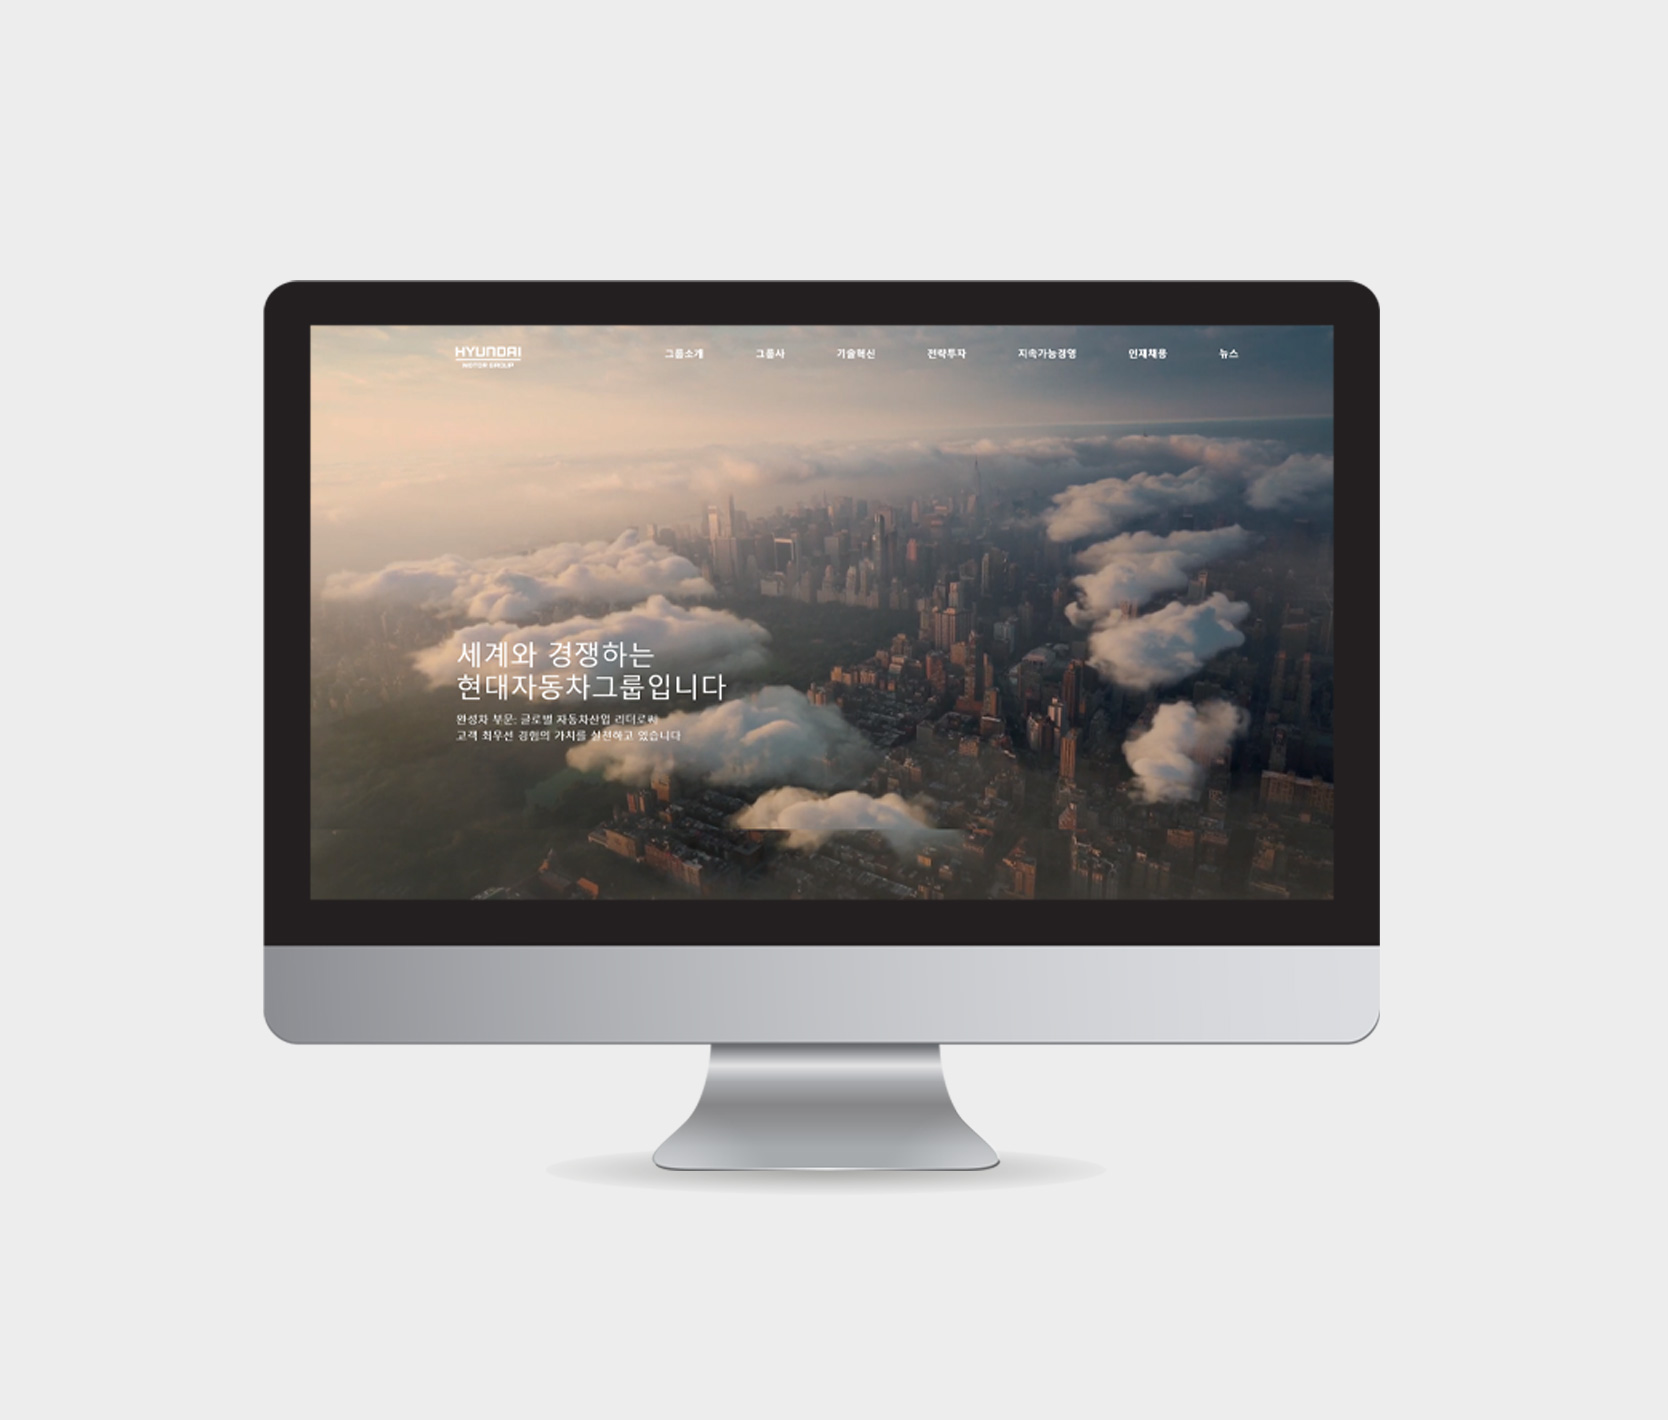 HYUNDAI
MOTOR GROUP
그룹소개 그룹사 기술혁신 전략투자 지속가능경영 인재채용 뉴스
세계와 경쟁하는
현대자동차그룹입니다
완성차 부문: 글로벌 자동차산업 리더로써
고객 최우선 경험의 가치를 실천하고 있습니다